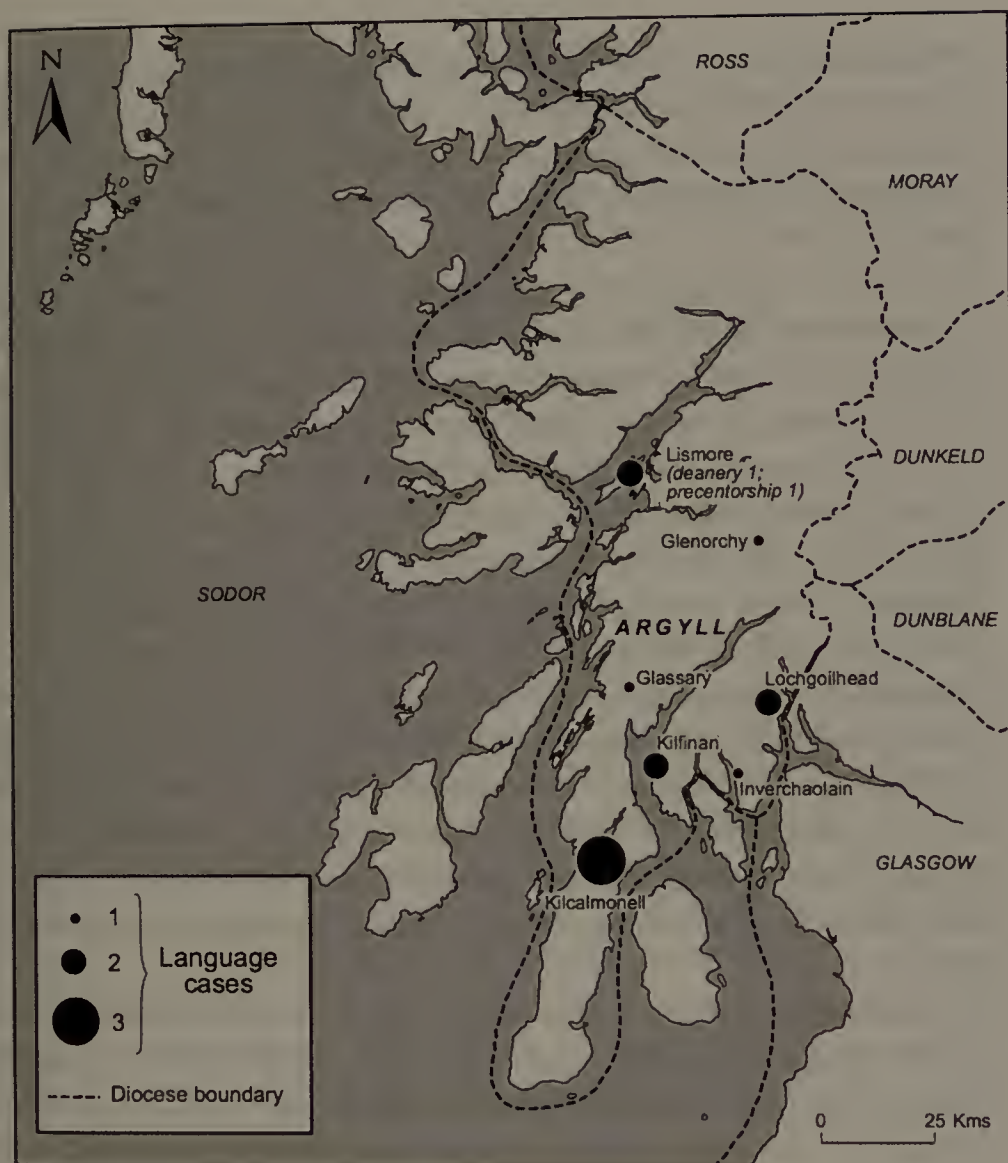 N
ROSS
MORAY
Lismore
(deanery 1;
precentorship 1)
DUNKELD
Glenorchy
SODOR
DUNBLANE
ARGYLL
Glassary
Lochgoilhead
Kilfinan
Inverchaolain
GLASGOW
Kilcalmonell
1
2
3
Language
cases
Diocese boundary
0 25 Kms